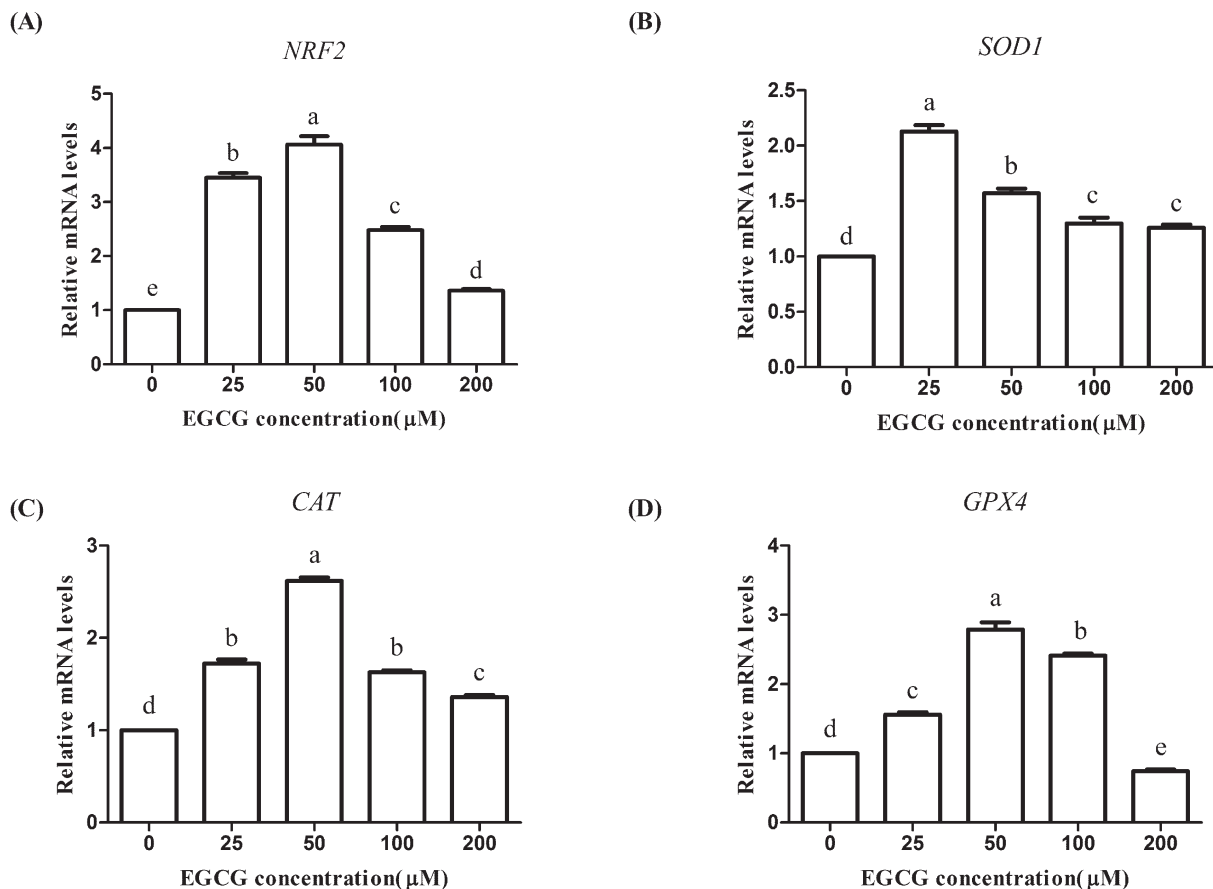 (A)
NRF2
Relative mRNA levels
5
4
3
2
1
0
e
b
a
c
d
0 25 50 100 200
EGCG concentration(μM)
(B)
SOD1
Relative mRNA levels
2.5
2.0
1.5
1.0
0.5
0.0
d
a
b
c
c
0 25 50 100 200
EGCG concentration(μM)
(C)
CAT
Relative mRNA levels
3
2
1
0
d
b
a
b
c
0 25 50 100 200
EGCG concentration(μM)
(D)
GPX4
Relative mRNA levels
4
3
2
1
0
d
c
a
b
e
0 25 50 100 200
EGCG concentration(μM)